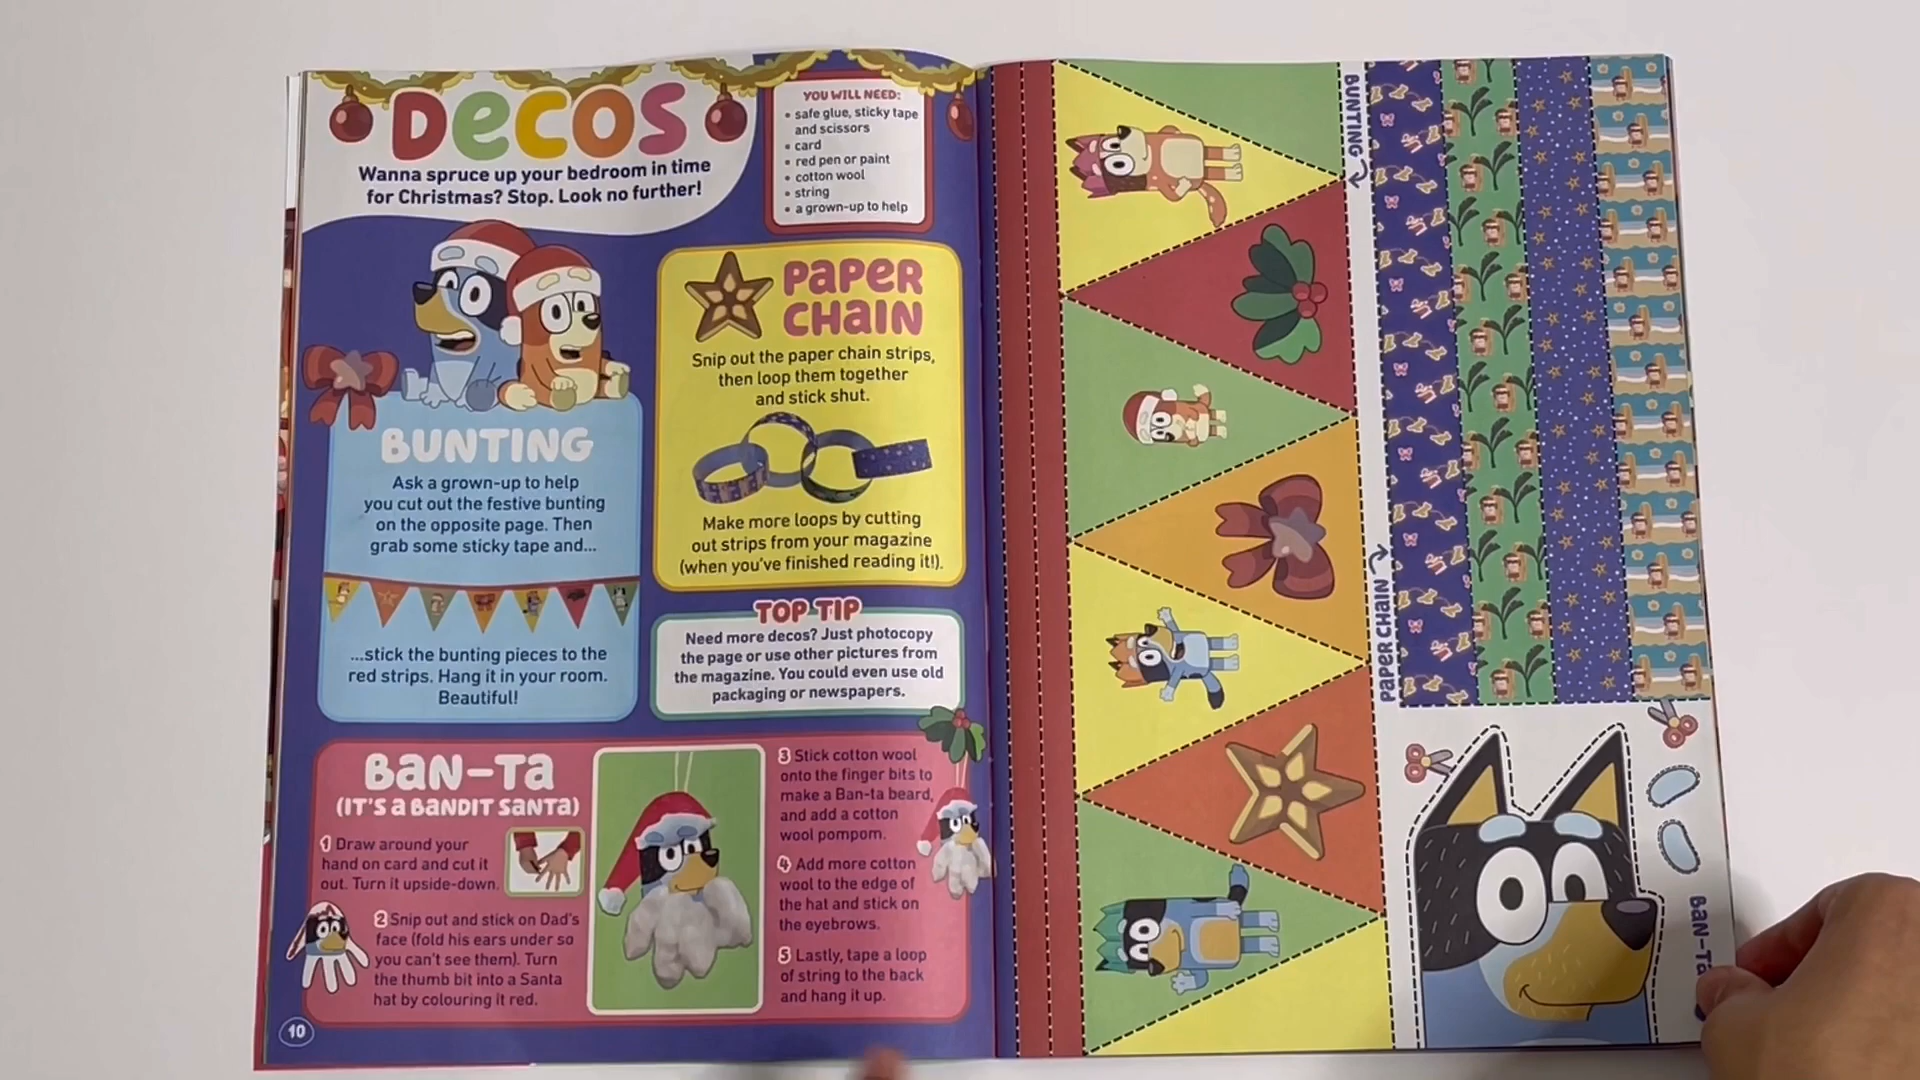 DECOS
Wanna spruce up your bedroom in time
for Christmas? Stop. Look no further!
YOU WILL NEED:
• safe glue, sticky tape
and scissors
• card
• red pen or paint
• cotton wool
• string
• a grown-up to help
BUNTING
Ask a grown-up to help
you cut out the festive bunting
on the opposite page. Then
grab some sticky tape and...
...stick the bunting pieces to the
red strips. Hang it in your room.
Beautiful!
PAPER
CHAIN
Snip out the paper chain strips,
then loop them together
and stick shut.
Make more loops by cutting
out strips from your magazine
(when you've finished reading it!).
TOP TIP
Need more decos? Just photocopy
the page or use other pictures from
the magazine. You could even use old
packaging or newspapers.
BAN-TA
(IT'S A BANDIT SANTA)
1 Draw around your
hand on card and cut it
out. Turn it upside-down.
2 Snip out and stick on Dad's
face (fold his ears under so
you can't see them). Turn
the thumb bit into a Santa
hat by colouring it red.
3 Stick cotton wool
onto the finger bits to
make a Ban-ta beard,
and add a cotton
wool pompom.
4 Add more cotton
wool to the edge of
the hat and stick on
the eyebrows.
5 Lastly, tape a loop
of string to the back
and hang it up.
10
BUNTING
PAPER CHAIN
BAN-TA